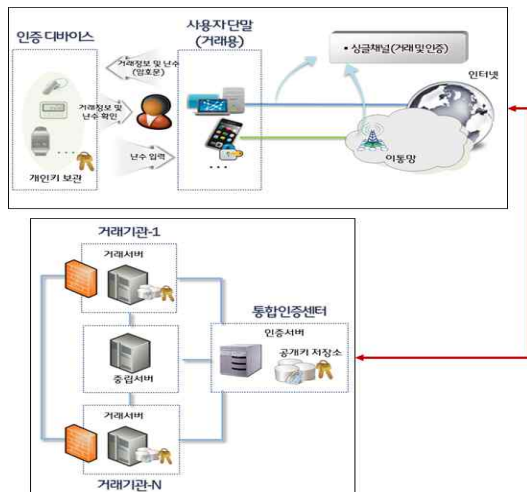 인증 디바이스
사용자 단말
(거래용)
• 싱글채널 (거래 및 인증)
거래정보 및 난수
(암호문)
인터넷
거래정보 및
난수 확인
이동망
난수 입력
개인키 보관
거래기관-1
거래서버
통합인증센터
인증서버
공개키 저장소
중립서버
거래서버
거래기관-N